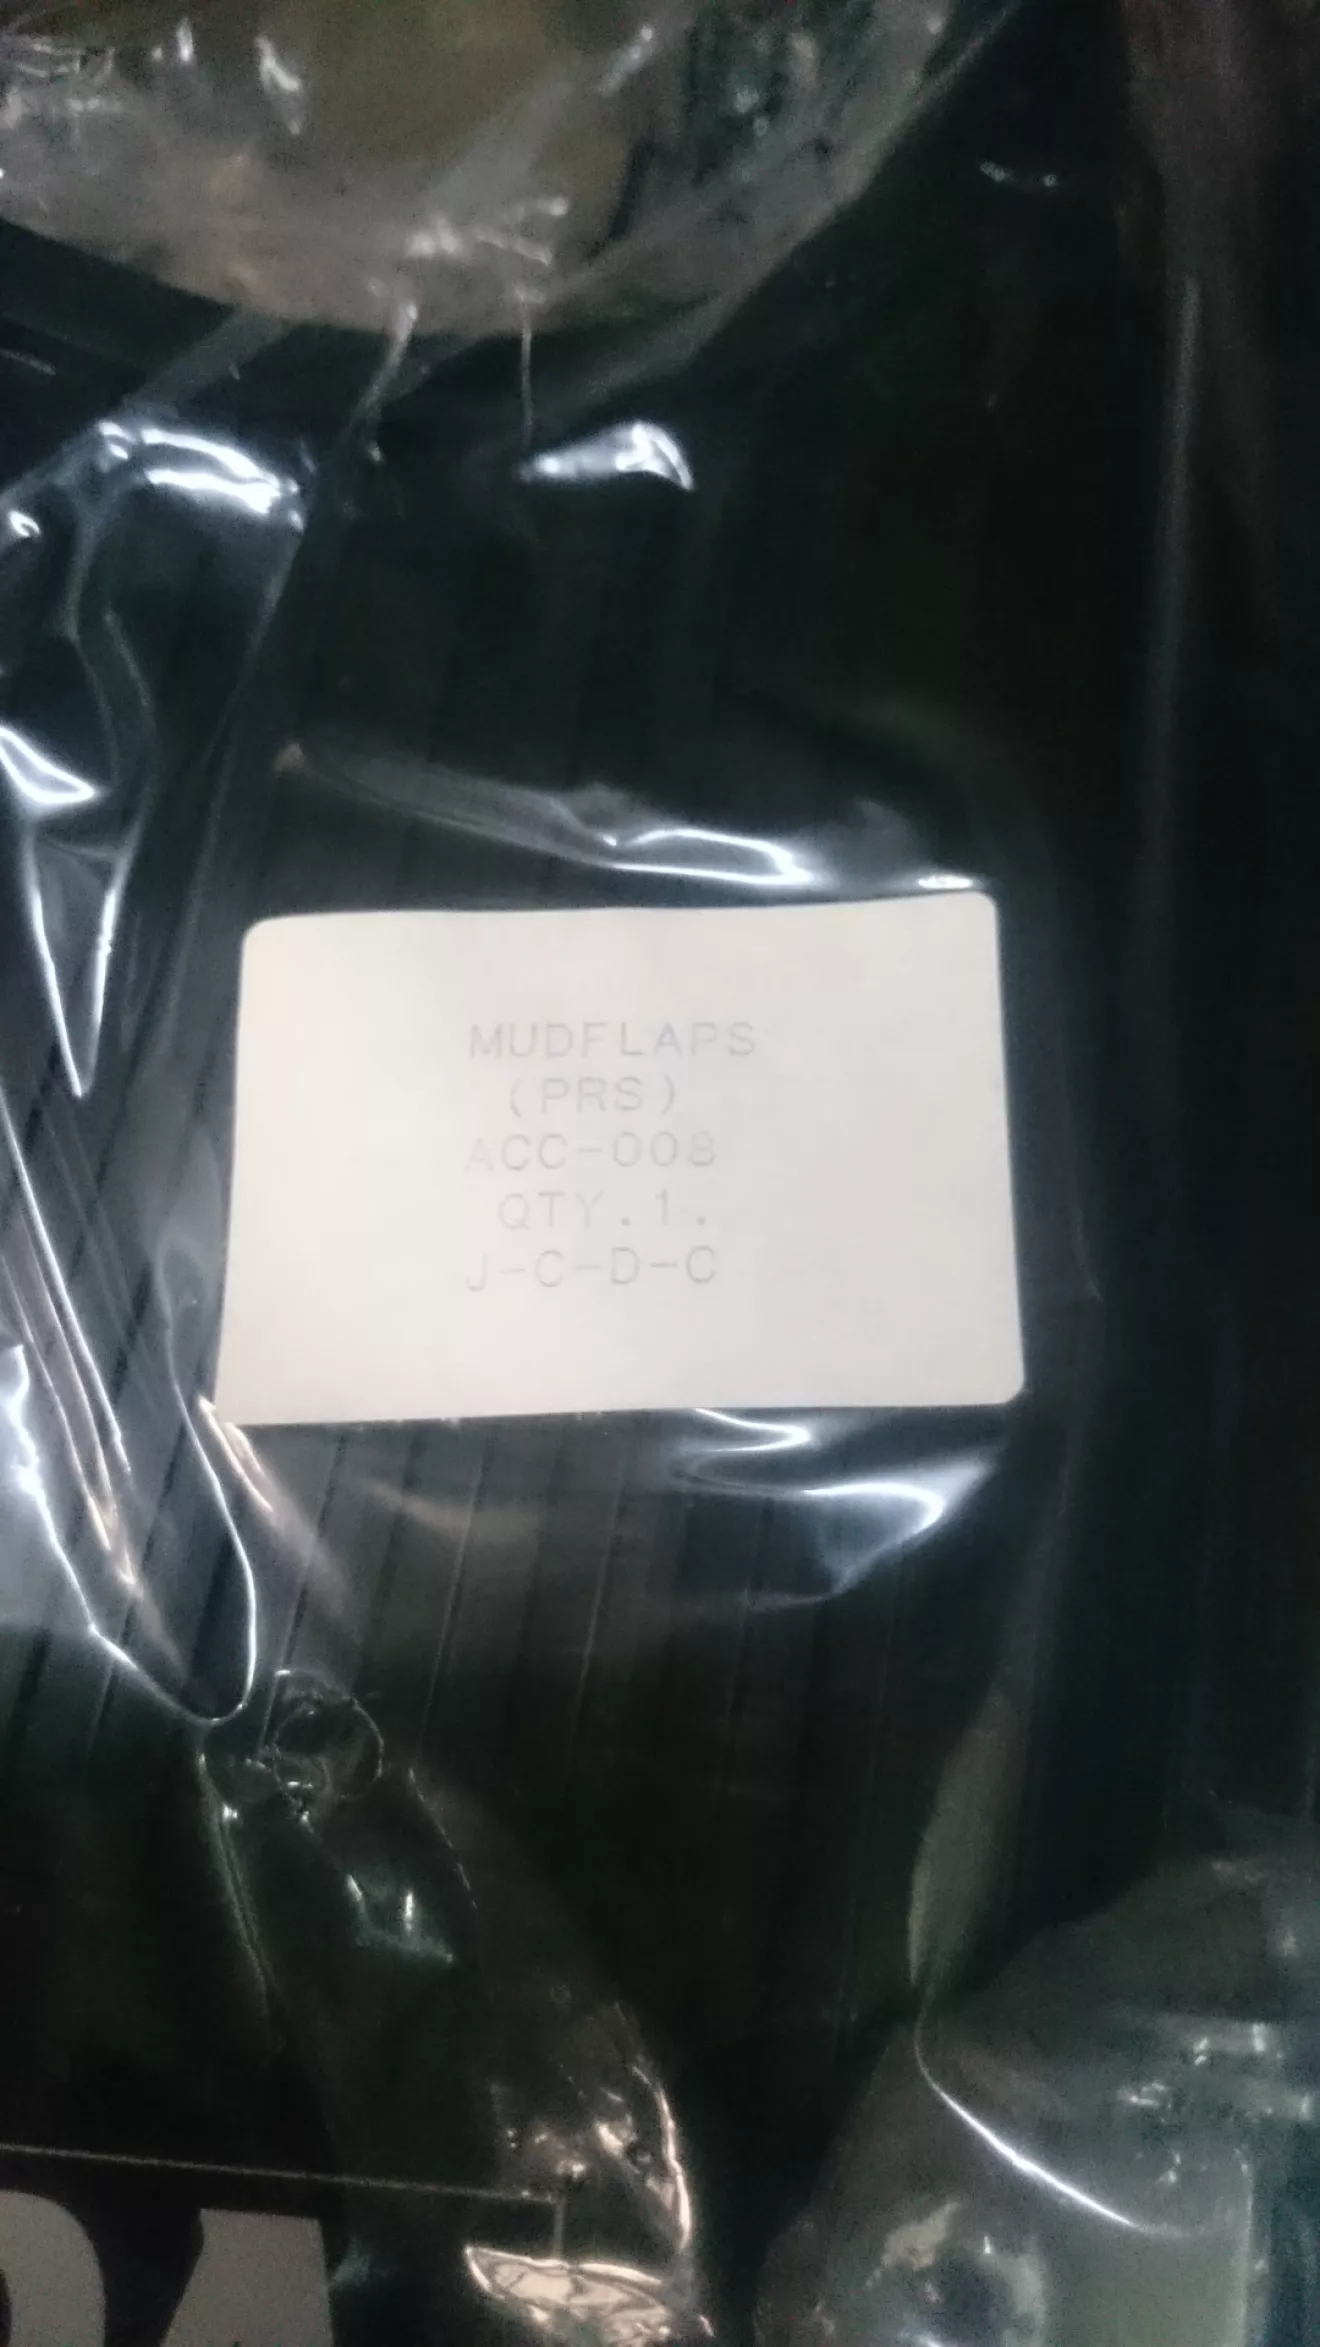 MUDFLAPS
(PRS)
ACC-008
QTY.1.
J-C-D-C